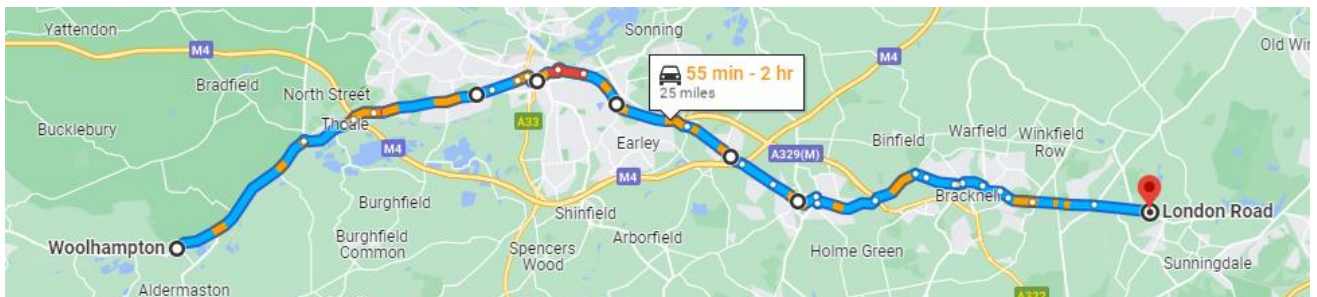 Yattendon
Sonning
M4
M4
Old Wi
55 min - 2 hr
25 miles
Bradfield
North Street
Bucklebury
Theale
A33
Earley
Binfield
Warfield
Winkfield
Row
M4
A329(M)
M4
Burghfield
Shinfield
Bracknell
London Road
Woolhampton
Burghfield
Common
Spencers
Wood
Arborfield
Holme Green
Sunningdale
Aldermaston